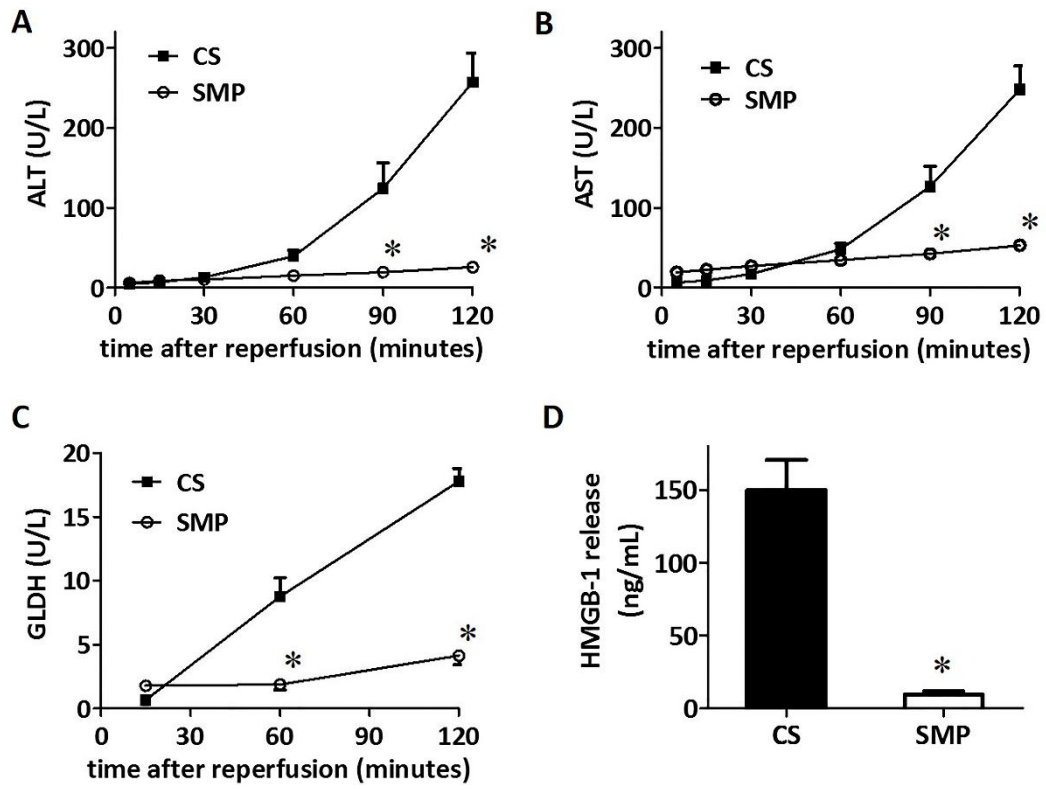 A
ALT (U/L)
300
200
100
0
CS
SMP
*
*
0 30 60 90 120
time after reperfusion (minutes)
B
AST (U/L)
300
200
100
0
CS
SMP
*
*
0 30 60 90 120
time after reperfusion (minutes)
C
GLDH (U/L)
20
15
10
5
0
CS
SMP
*
*
0 30 60 90 120
time after reperfusion (minutes)
D
HMGB-1 release
(ng/mL)
150
100
50
0
*
CS SMP